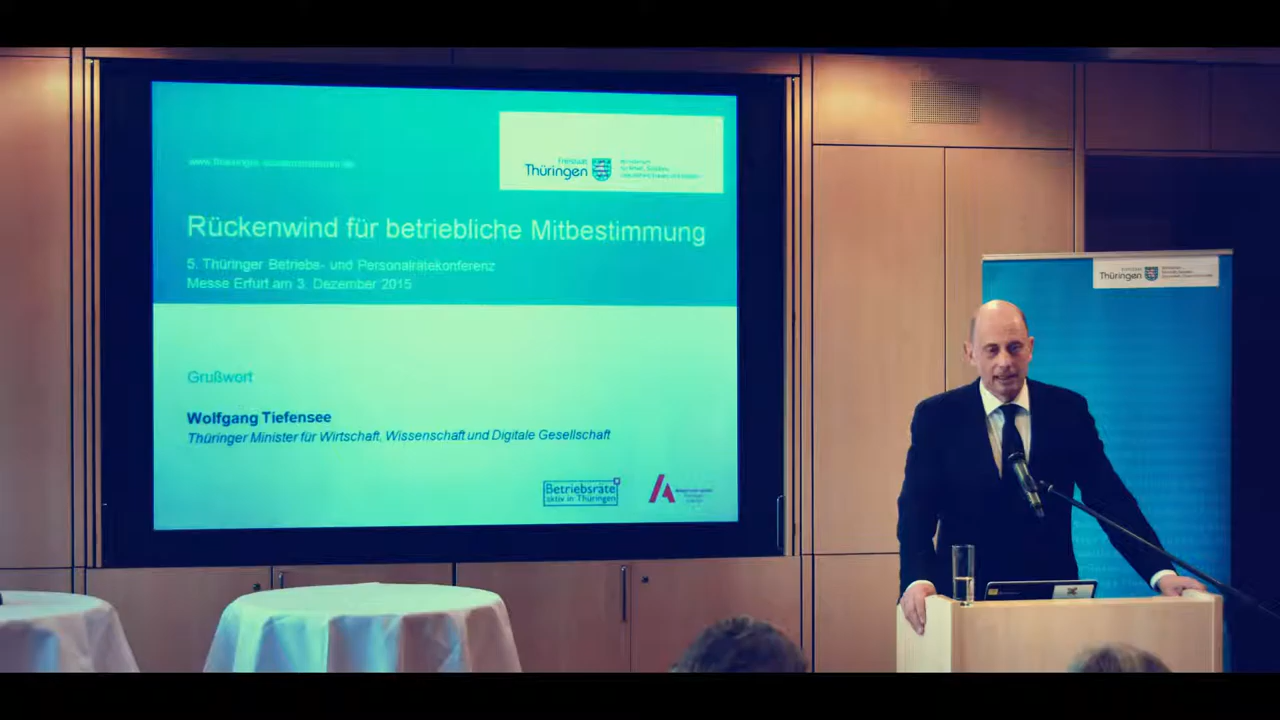 Freistaat
Thüringen
Rückenwind für betriebliche Mitbestimmung
5. Thüringer Betriebs- und Personalrätekonferenz
Messe Erfurt am 3. Dezember 2015
Grußwort
Wolfgang Tiefensee
Thüringer Minister für Wirtschaft, Wissenschaft und Digitale Gesellschaft
Betriebsräte
aktiv in Thüringen
Freistaat
Thüringen